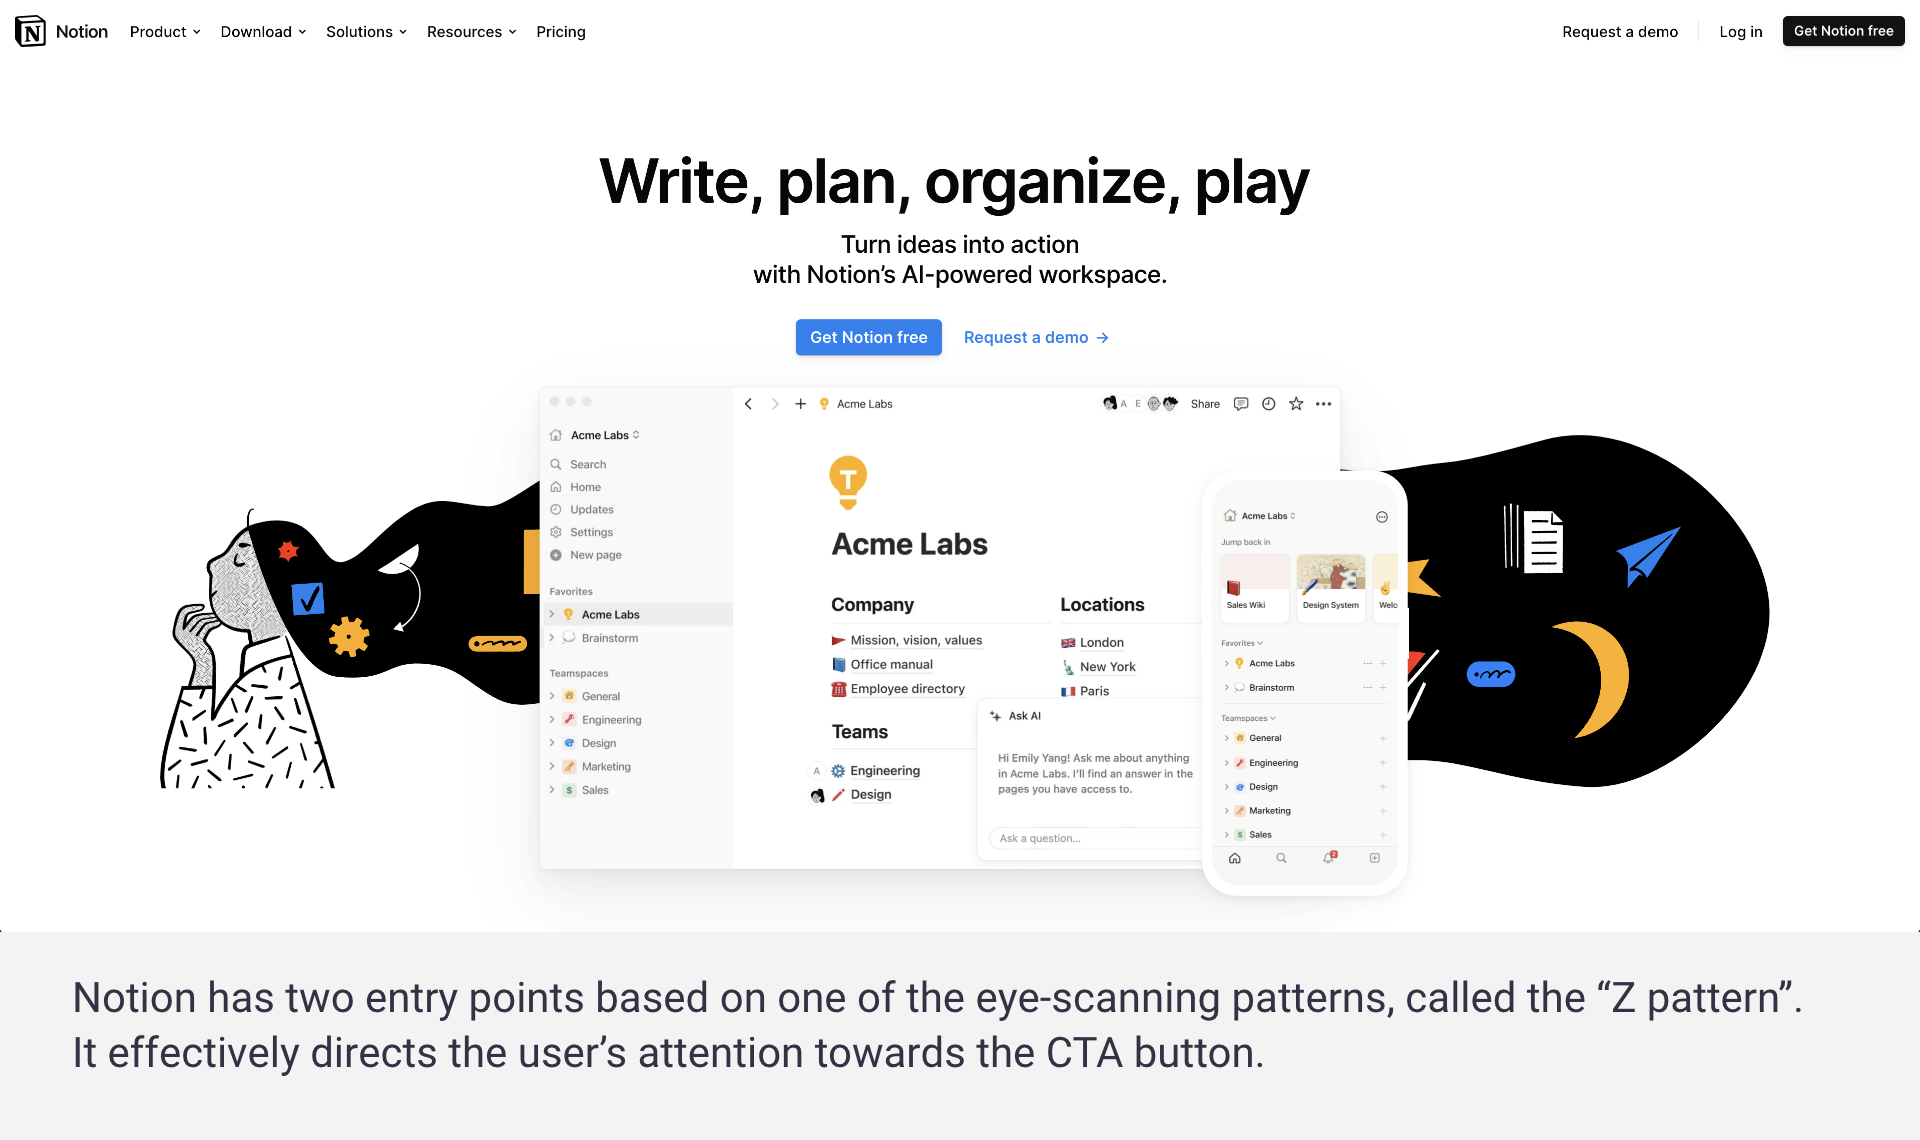 Notion
Product
Download
Solutions
Resources
Pricing
Request a demo
Log in
Get Notion free
Write, plan, organize, play
Turn ideas into action
with Notion’s AI-powered workspace.
Get Notion free
Request a demo →
Acme Labs
Search
Home
Updates
Settings
New page
Favorites
Acme Labs
Brainstorm
Teamspaces
General
Engineering
Design
Marketing
Sales
Acme Labs
A E
Share
T
Acme Labs
Company
Mission, vision, values
Office manual
Employee directory
Locations
London
New York
Paris
Teams
A Engineering
Design
Ask AI
Hi Emily Yang! Ask me about anything
in Acme Labs. I’ll find an answer in the
pages you have access to.
Ask a question...
Acme Labs
Jump back in
Sales Wiki
Design System
Welc
Favorites
Acme Labs
Brainstorm
Teamspaces
General
Engineering
Design
Marketing
Sales
Notion has two entry points based on one of the eye-scanning patterns, called the “Z pattern”.
It effectively directs the user’s attention towards the CTA button.